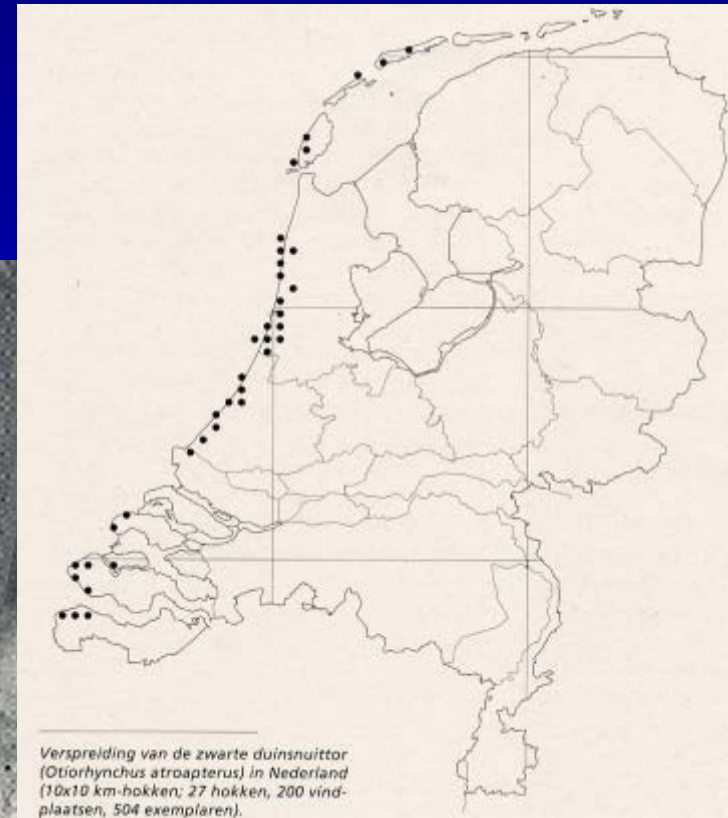 Verspreiding van de zwarte duinsnuittor
(Otiorhynchus atroapterus) in Nederland
(10x10 km-hokken; 27 hokken, 200 vind-
plaatsen, 504 exemplaren).